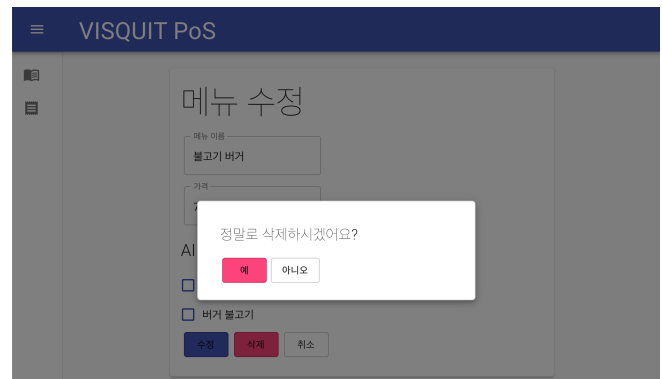 VISQUIT PoS
메뉴 수정
메뉴 이름
불고기 버거
가격
정말로 삭제하시겠어요?
예 아니오
버거 불고기
수정 삭제 취소